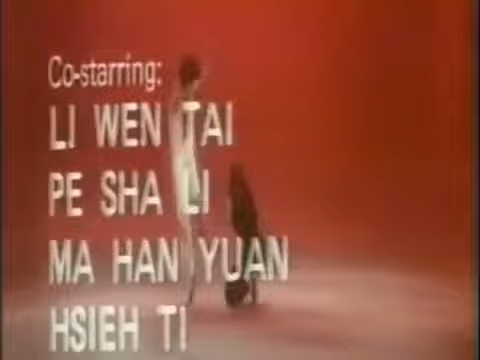 Co-starring:
LI WEN TAI
PE SHA LI
MA HAN YUAN
HSIEH TI